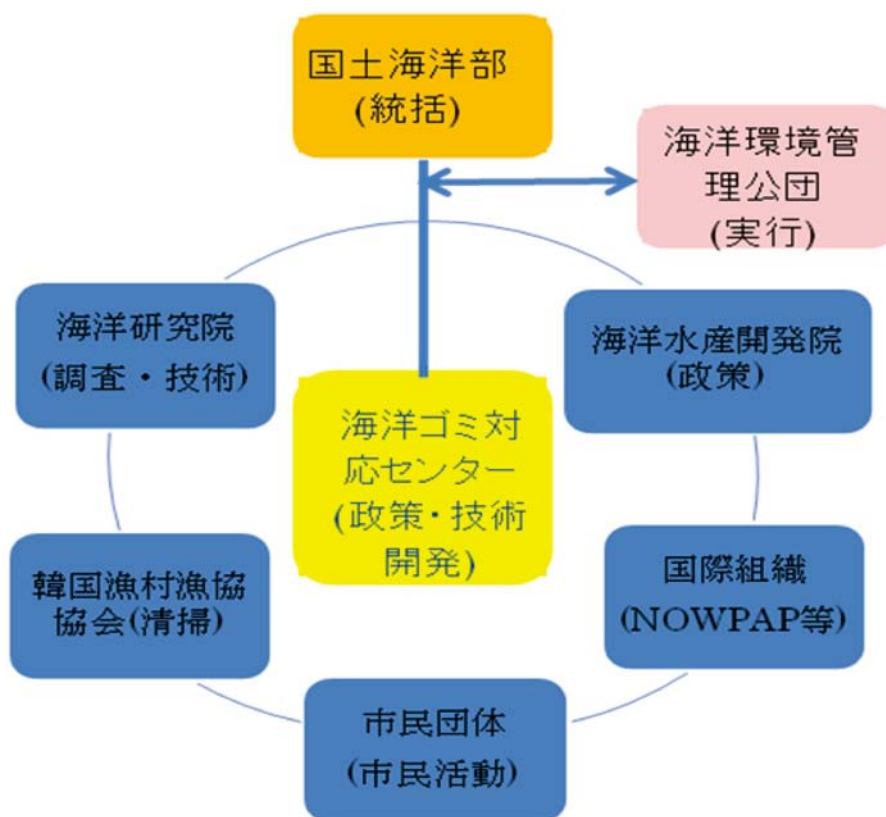 国土海洋部
(統括)
海洋環境管
理公団
(実行)
海洋研究院
(調査・技術)
海洋水産開発院
(政策)
海洋ゴミ対
応センター
(政策・技術
開発)
韓国漁村漁協
協会(清掃)
国際組織
(NOWPAP等)
市民団体
(市民活動)